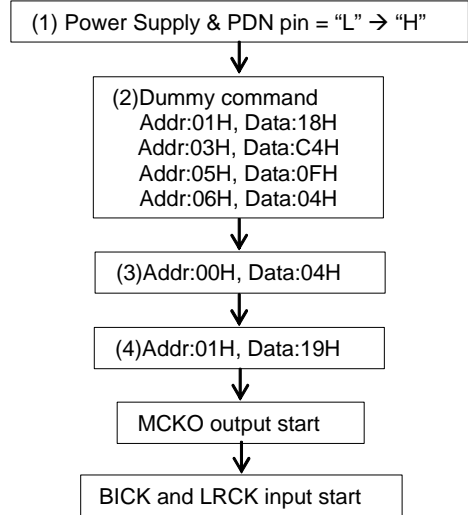 (1) Power Supply & PDN pin = “L” → “H”
(2)Dummy command
Addr:01H, Data:18H
Addr:03H, Data:C4H
Addr:05H, Data:0FH
Addr:06H, Data:04H
(3)Addr:00H, Data:04H
(4)Addr:01H, Data:19H
MCKO output start
BICK and LRCK input start